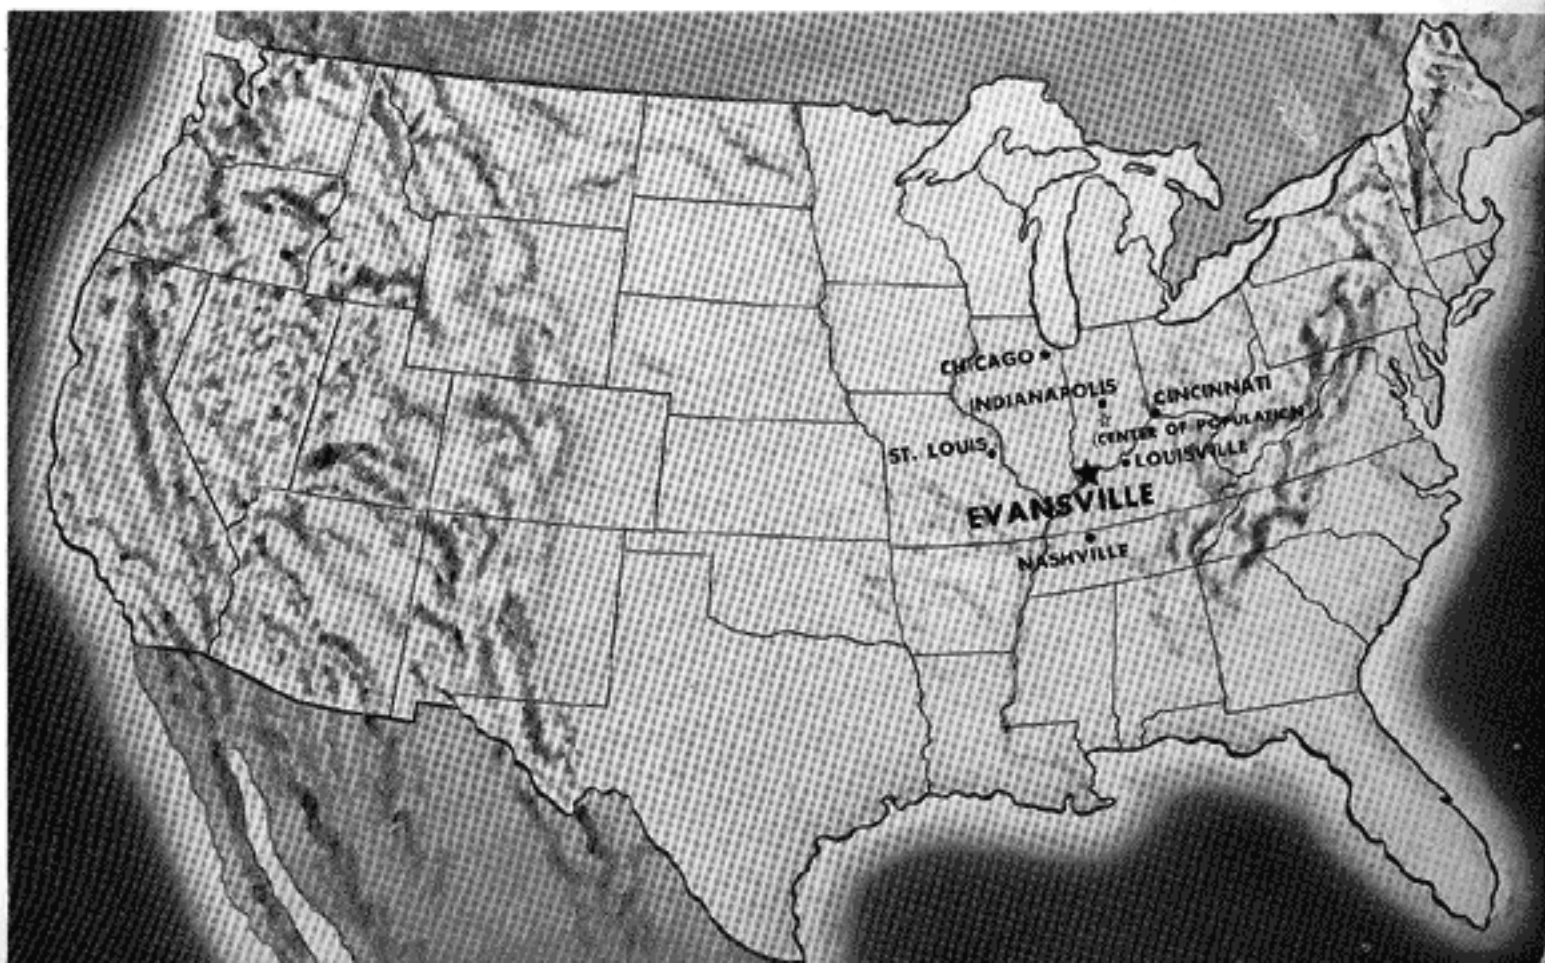 CHICAGO
INDIANAPOLIS
CINCINNATI
(CENTER OF POPULATION)
ST. LOUIS
LOUISVILLE
EVANSVILLE
NASHVILLE